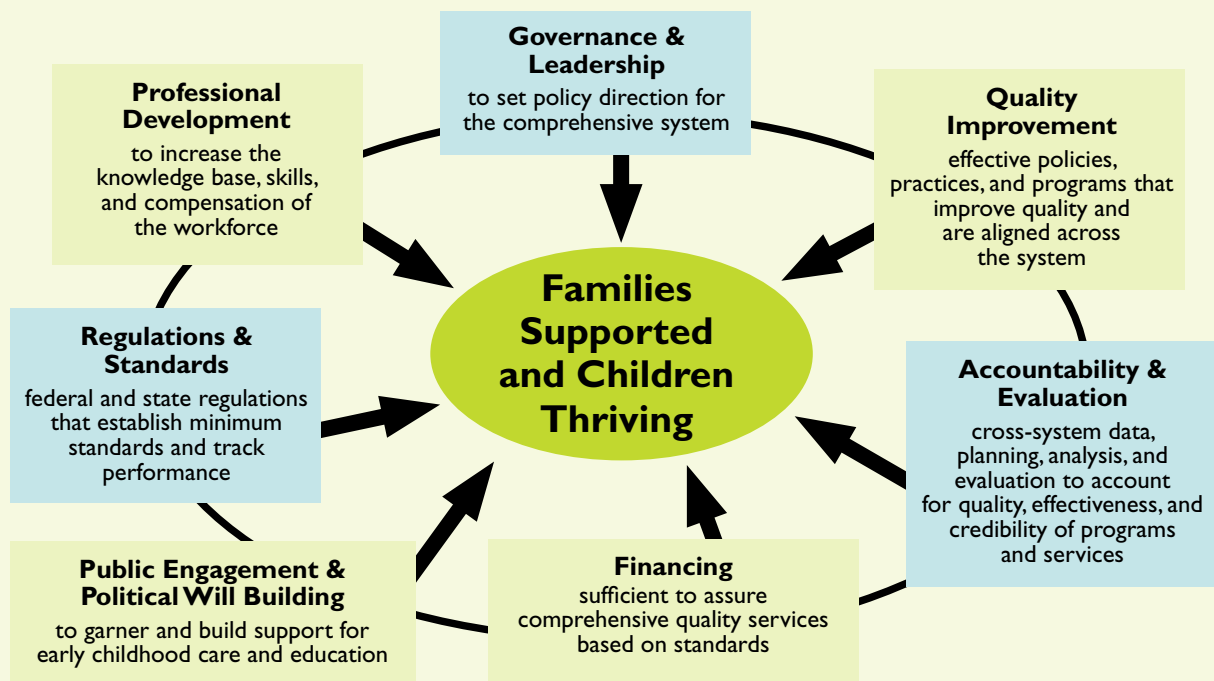 Governance &
Leadership
to set policy direction for
the comprehensive system
Professional
Development
to increase the
knowledge base, skills,
and compensation of
the workforce
Quality
Improvement
effective policies,
practices, and programs that
improve quality and
are aligned across
the system
Families
Supported
and Children
Thriving
Regulations &
Standards
federal and state regulations
that establish minimum
standards and track
performance
Accountability &
Evaluation
cross-system data,
planning, analysis, and
evaluation to account
for quality, effectiveness, and
credibility of programs
and services
Public Engagement &
Political Will Building
to garner and build support for
early childhood care and education
Financing
sufficient to assure
comprehensive quality services
based on standards